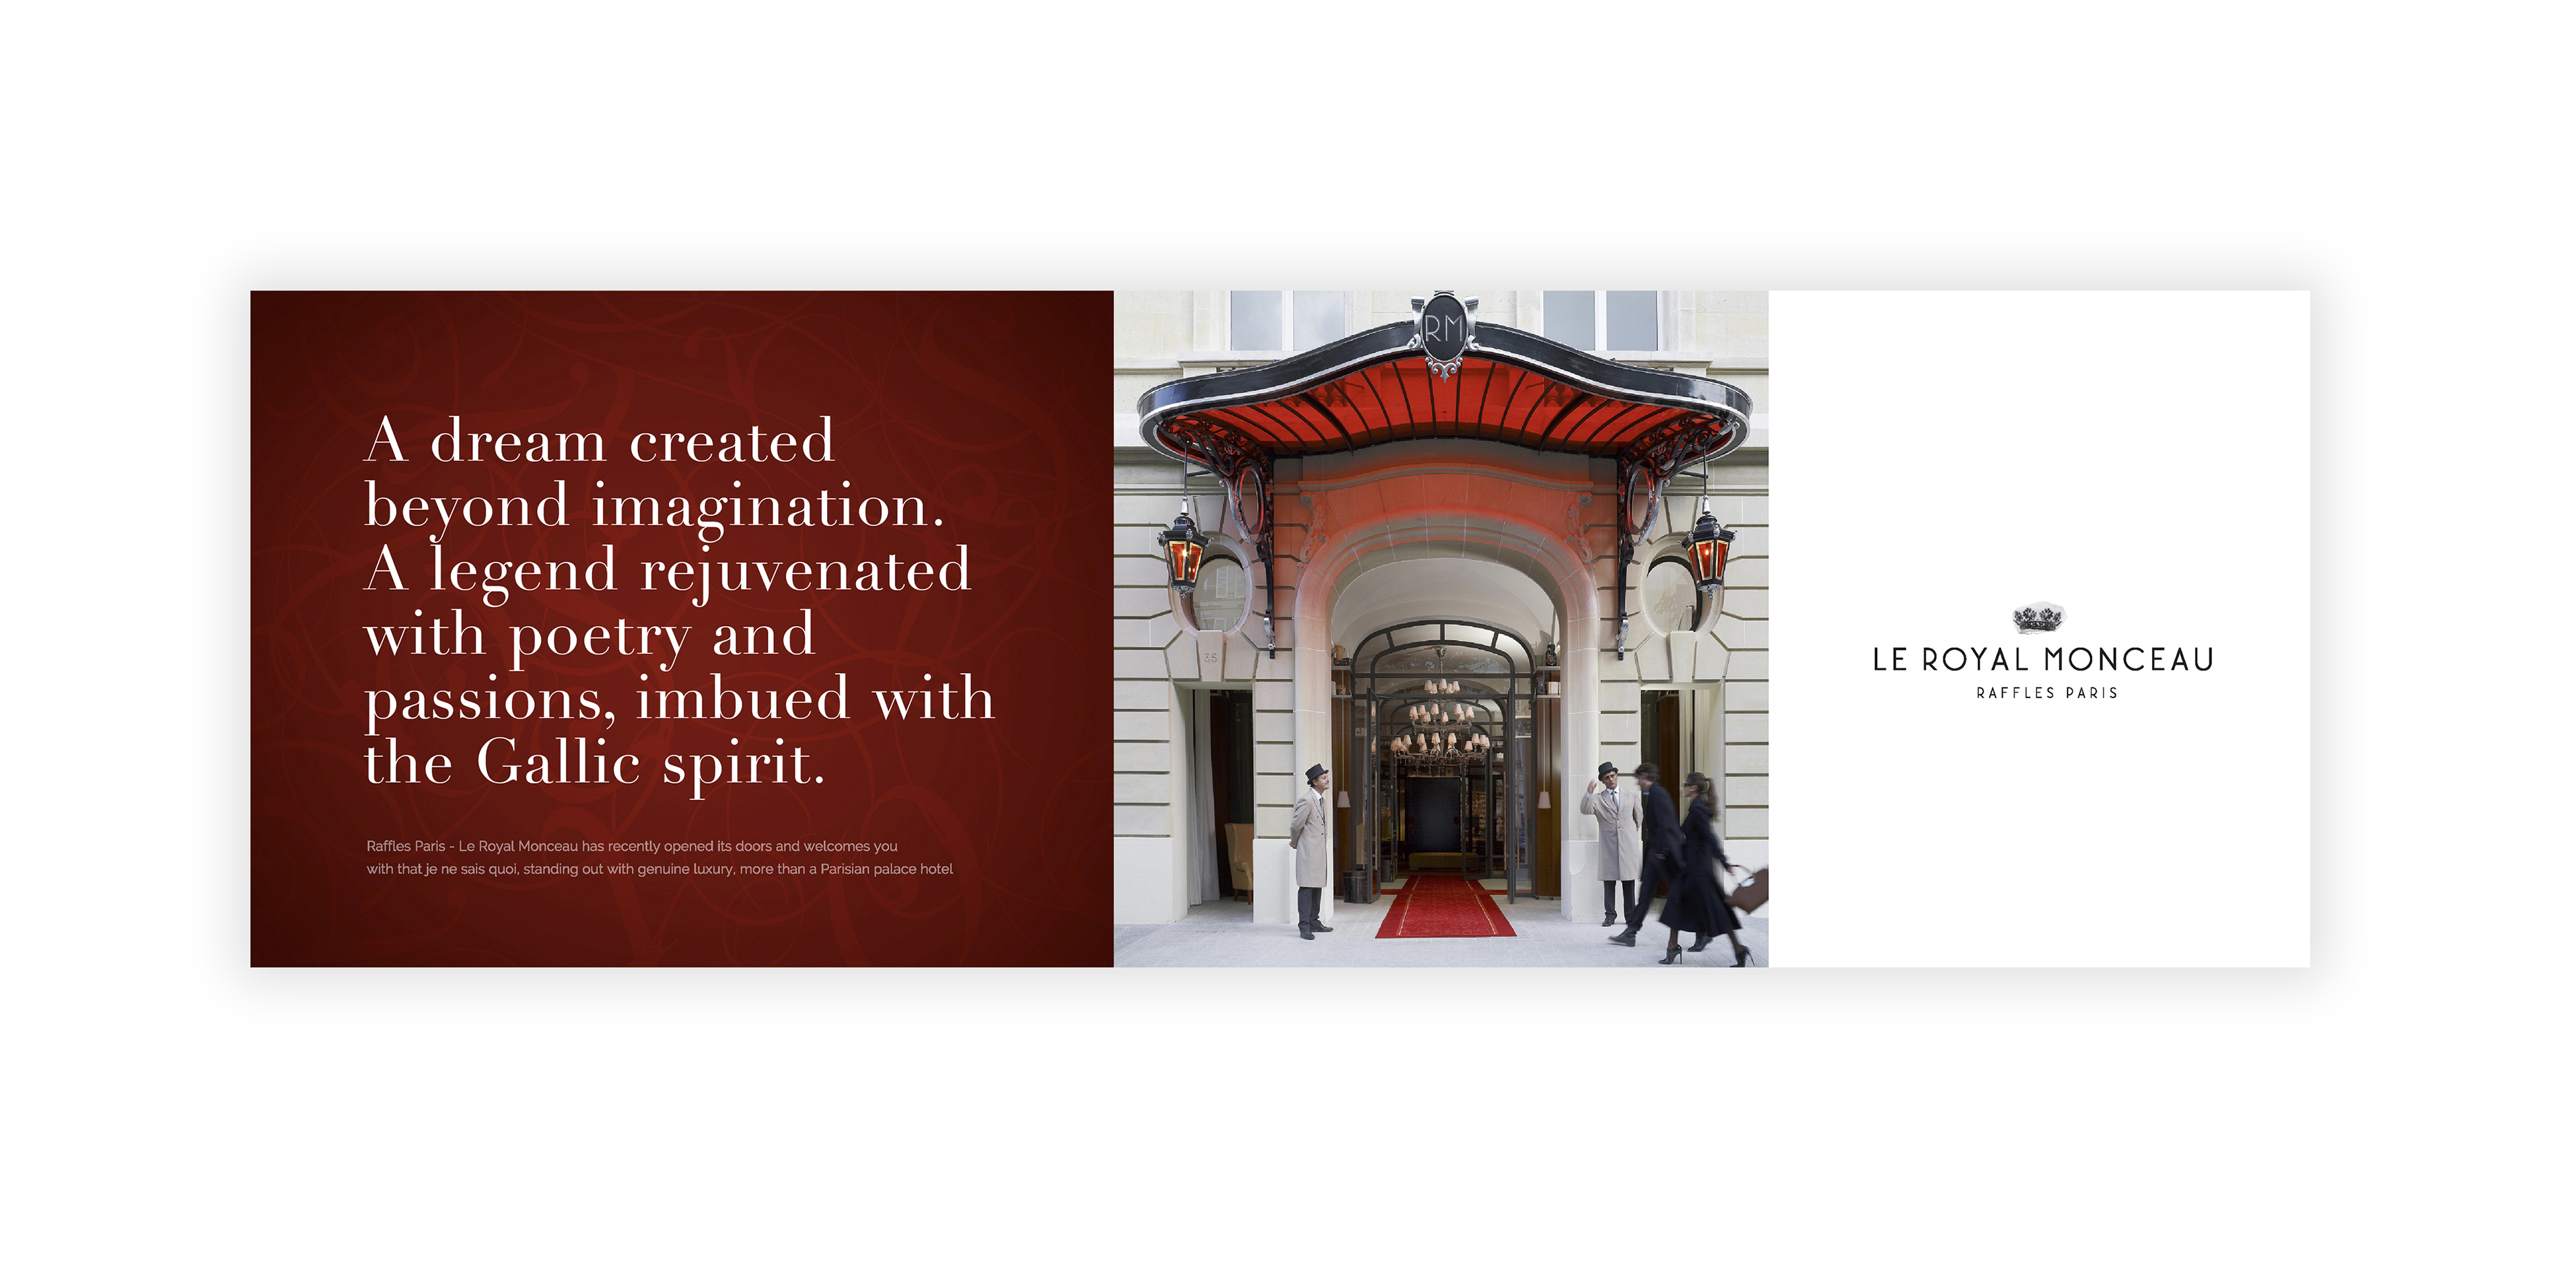 A dream created
beyond imagination.
A legend rejuvenated
with poetry and
passions, imbued with
the Gallic spirit.
Raffles Paris - Le Royal Monceau has recently opened its doors and welcomes you
with that je ne sais quoi, standing out with genuine luxury, more than a Parisian palace hotel
RM
35
LE ROYAL MONCEAU
RAFFLES PARIS